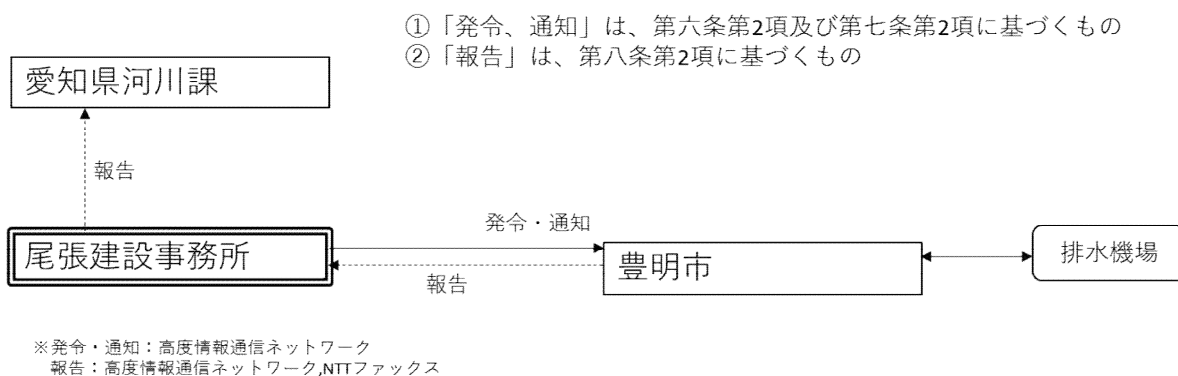 ①「発令、通知」は、第六条第2項及び第七条第2項に基づくもの
②「報告」は、第八条第2項に基づくもの
愛知県河川課
報告
発令・通知
尾張建設事務所
豊明市
排水機場
報告
※発令・通知：高度情報通信ネットワーク
報告：高度情報通信ネットワーク,NTTファックス